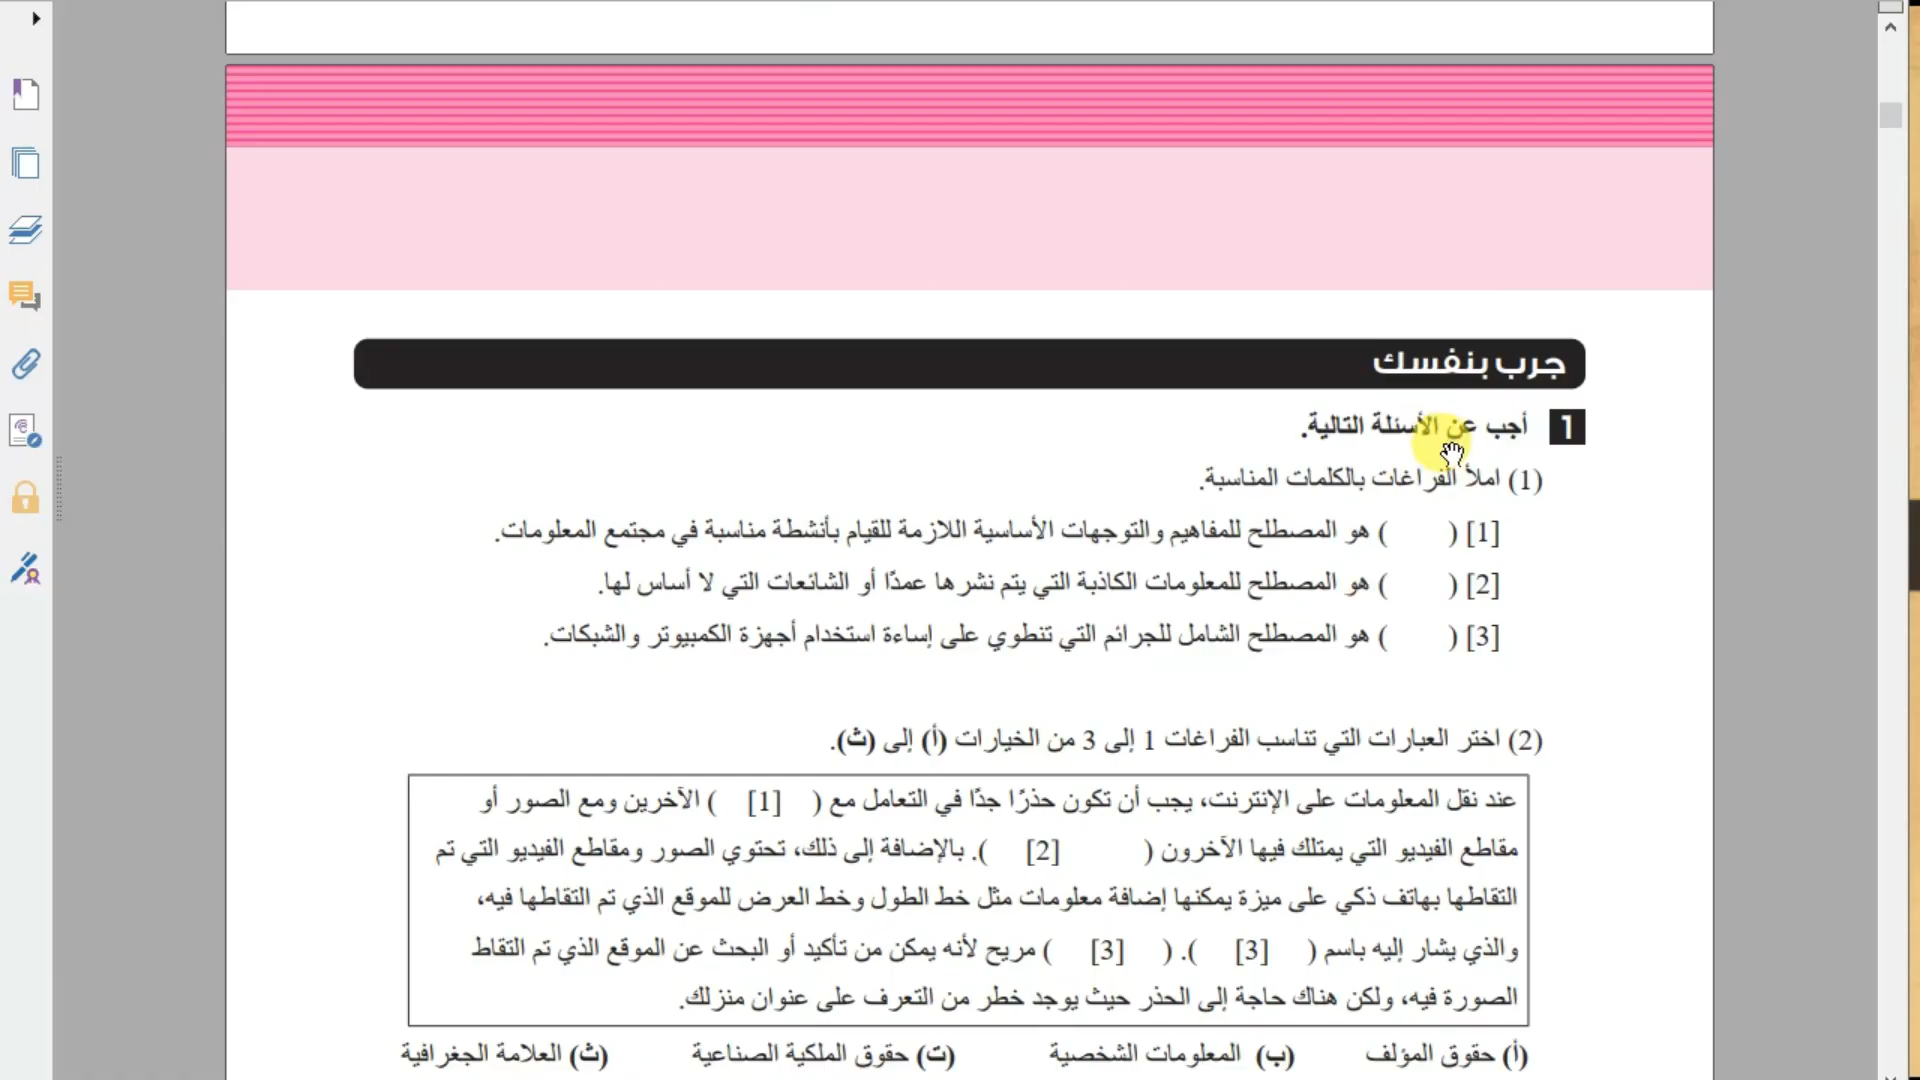 جرب بنفسك
1 أجب عن الأسئلة التالية.
(1) املأ الفراغات بالكلمات المناسبة.
[1] (      ) هو المصطلح للمفاهيم والتوجهات الأساسية اللازمة للقيام بأنشطة مناسبة في مجتمع المعلومات.
[2] (      ) هو المصطلح للمعلومات الكاذبة التي يتم نشرها عمدًا أو الشائعات التي لا أساس لها.
[3] (      ) هو المصطلح الشامل للجرائم التي تنطوي على إساءة استخدام أجهزة الكمبيوتر والشبكات.
(2) اختر العبارات التي تناسب الفراغات 1 إلى 3 من الخيارات (أ) إلى (ث).
عند نقل المعلومات على الإنترنت، يجب أن تكون حذرًا جدًا في التعامل مع (   [1]   ) الآخرين ومع الصور أو
مقاطع الفيديو التي يمتلك فيها الآخرون (   [2]   ). بالإضافة إلى ذلك، تحتوي الصور ومقاطع الفيديو التي تم
التقاطها بهاتف ذكي على ميزة يمكنها إضافة معلومات مثل خط الطول وخط العرض للموقع الذي تم التقاطها فيه،
والذي يشار إليه باسم (   [3]   ). (   [3]   ) مريح لأنه يمكن من تأكيد أو البحث عن الموقع الذي تم التقاط
الصورة فيه، ولكن هناك حاجة إلى الحذر حيث يوجد خطر من التعرف على عنوان منزلك.
(أ) حقوق المؤلف (ب) المعلومات الشخصية (ت) حقوق الملكية الصناعية (ث) العلامة الجغرافية